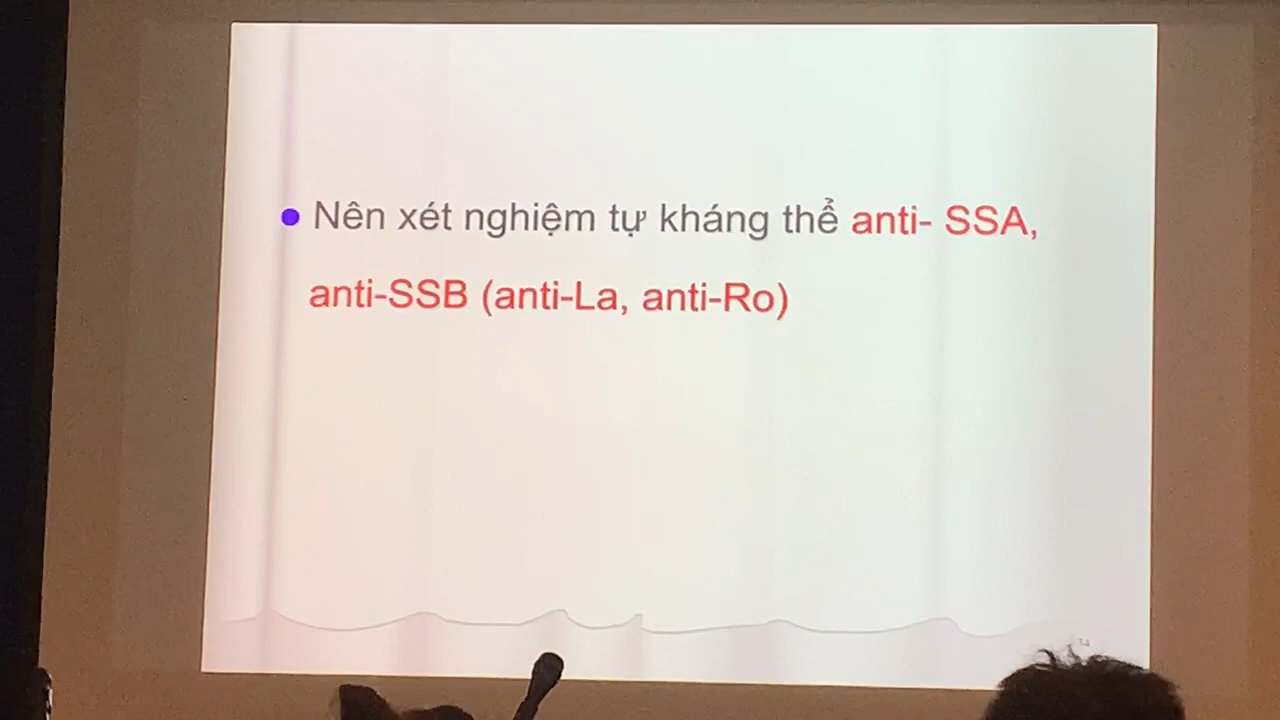 Nên xét nghiệm tự kháng thể anti- SSA,
anti-SSB (anti-La, anti-Ro)